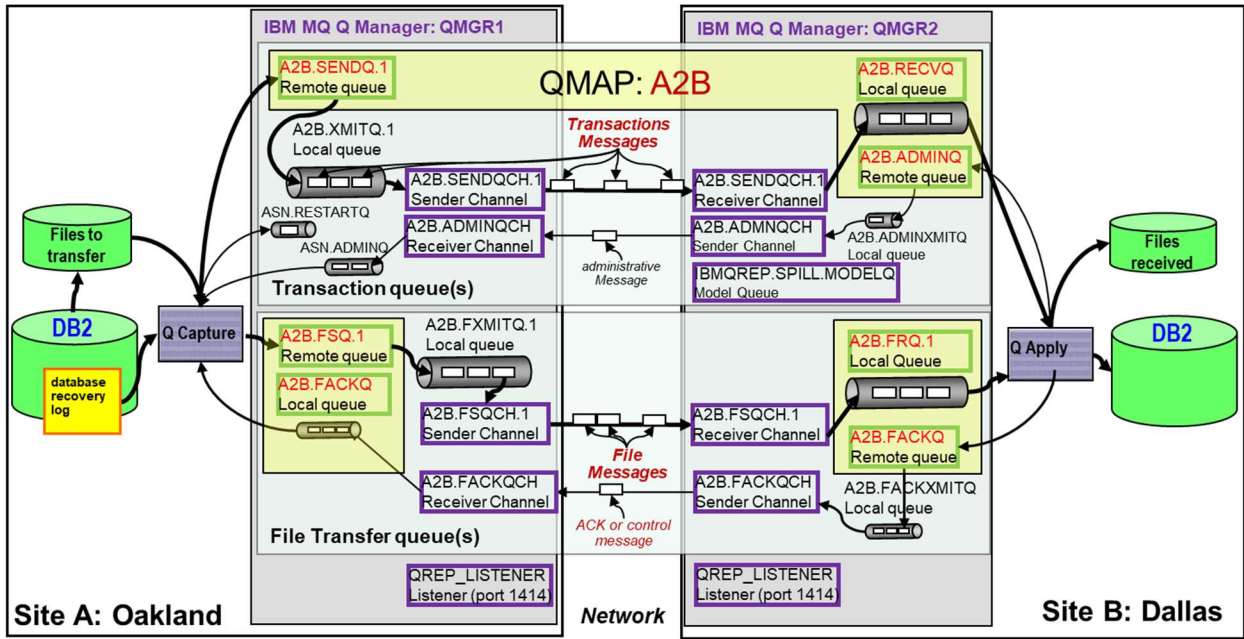 IBM MQ Q Manager: QMGR1
IBM MQ Q Manager: QMGR2
QMAP: A2B
A2B.SENDQ.1
Remote queue
A2B.XMITQ.1
Local queue
Transactions
Messages
A2B.RECVQ
Local queue
A2B.ADMINQ
Remote queue
A2B.SENDQCH.1
Sender Channel
A2B.SENDQCH.1
Receiver Channel
ASN.RESTARTQ
ASN.ADMINQ
A2B.ADMINQCH
Receiver Channel
administrative
Message
A2B.ADMNQCH
Sender Channel
A2B.ADMINXMITQ
Local queue
IBMQREP.SPILL.MODELQ
Model Queue
Transaction queue(s)
Files to
transfer
DB2
database
recovery
log
Q Capture
Files
received
DB2
Q Apply
A2B.FSQ.1
Remote queue
A2B.FACKQ
Local queue
A2B.FXMITQ.1
Local queue
A2B.FSQCH.1
Sender Channel
File
Messages
A2B.FSQCH.1
Receiver Channel
A2B.FRQ.1
Local Queue
A2B.FACKQ
Remote queue
A2B.FACKQCH
Receiver Channel
ACK or control
message
A2B.FACKQCH
Sender Channel
A2B.FACKXMITQ
Local queue
File Transfer queue(s)
QREP_LISTENER
Listener (port 1414)
QREP_LISTENER
Listener (port 1414)
Site A: Oakland
Network
Site B: Dallas